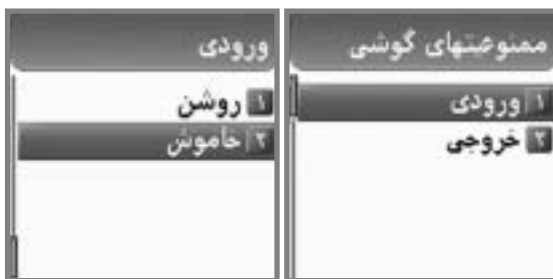 ممنوعیتهای گوشی
۱ ورودی
۲ خروجی
ورودی
۱ روشن
۲ خاموش